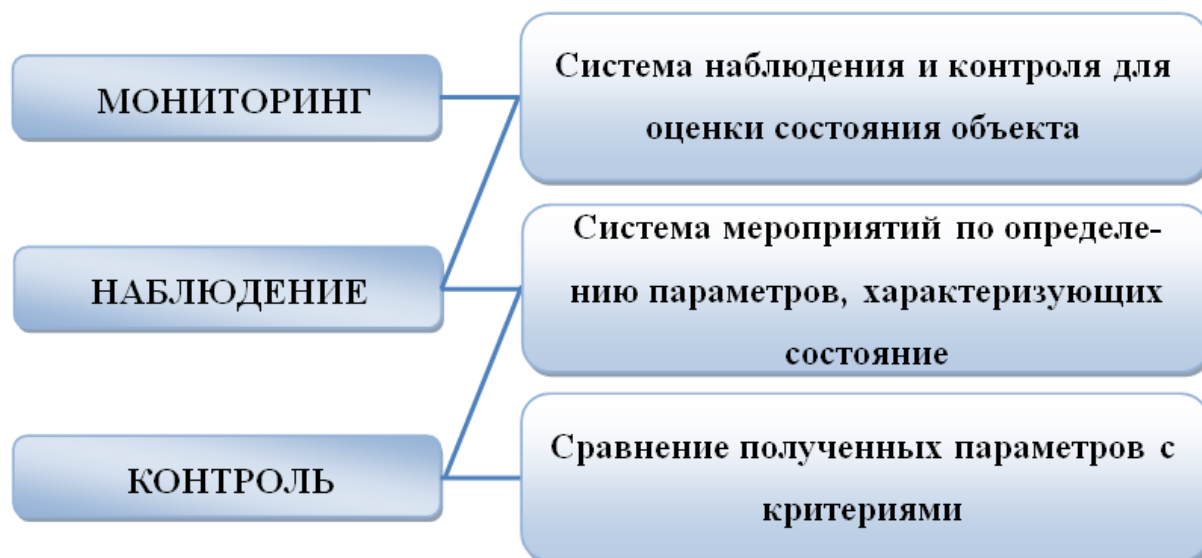 МОНИТОРИНГ
Система наблюдения и контроля для
оценки состояния объекта
НАБЛЮДЕНИЕ
Система мероприятий по определе-
нию параметров, характеризующих
состояние
КОНТРОЛЬ
Сравнение полученных параметров с
критериями